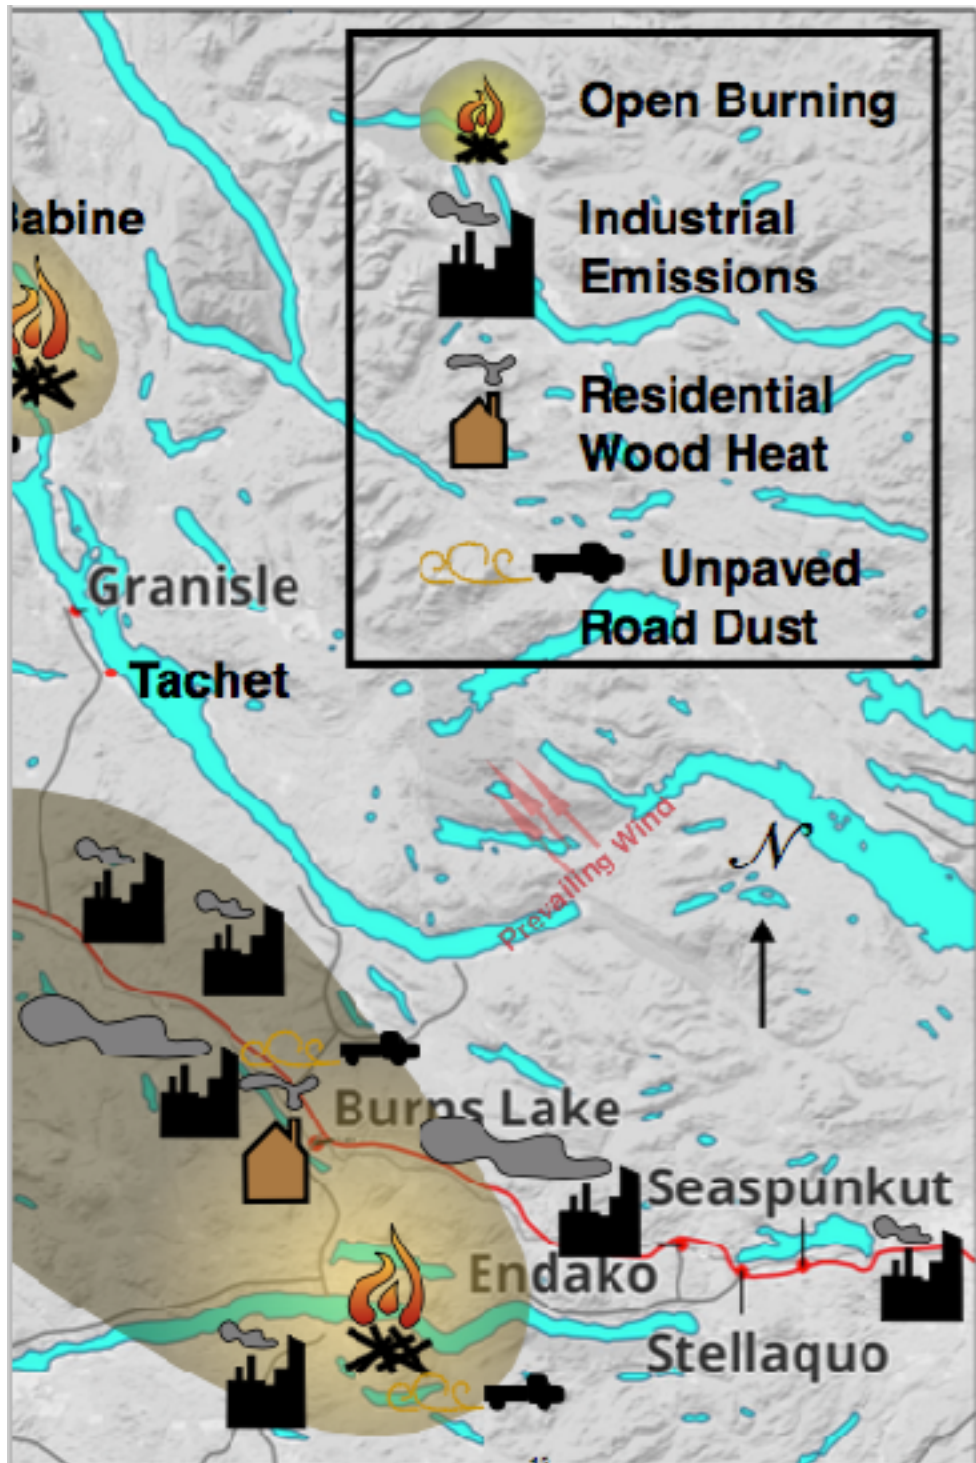 Open Burning
Babine
Industrial
Emissions
Residential
Wood Heat
Granisle
Unpaved
Road Dust
Tachet
Prevailing Wind
N
Burns Lake
Seaspunkut
Endako
Stellaquo